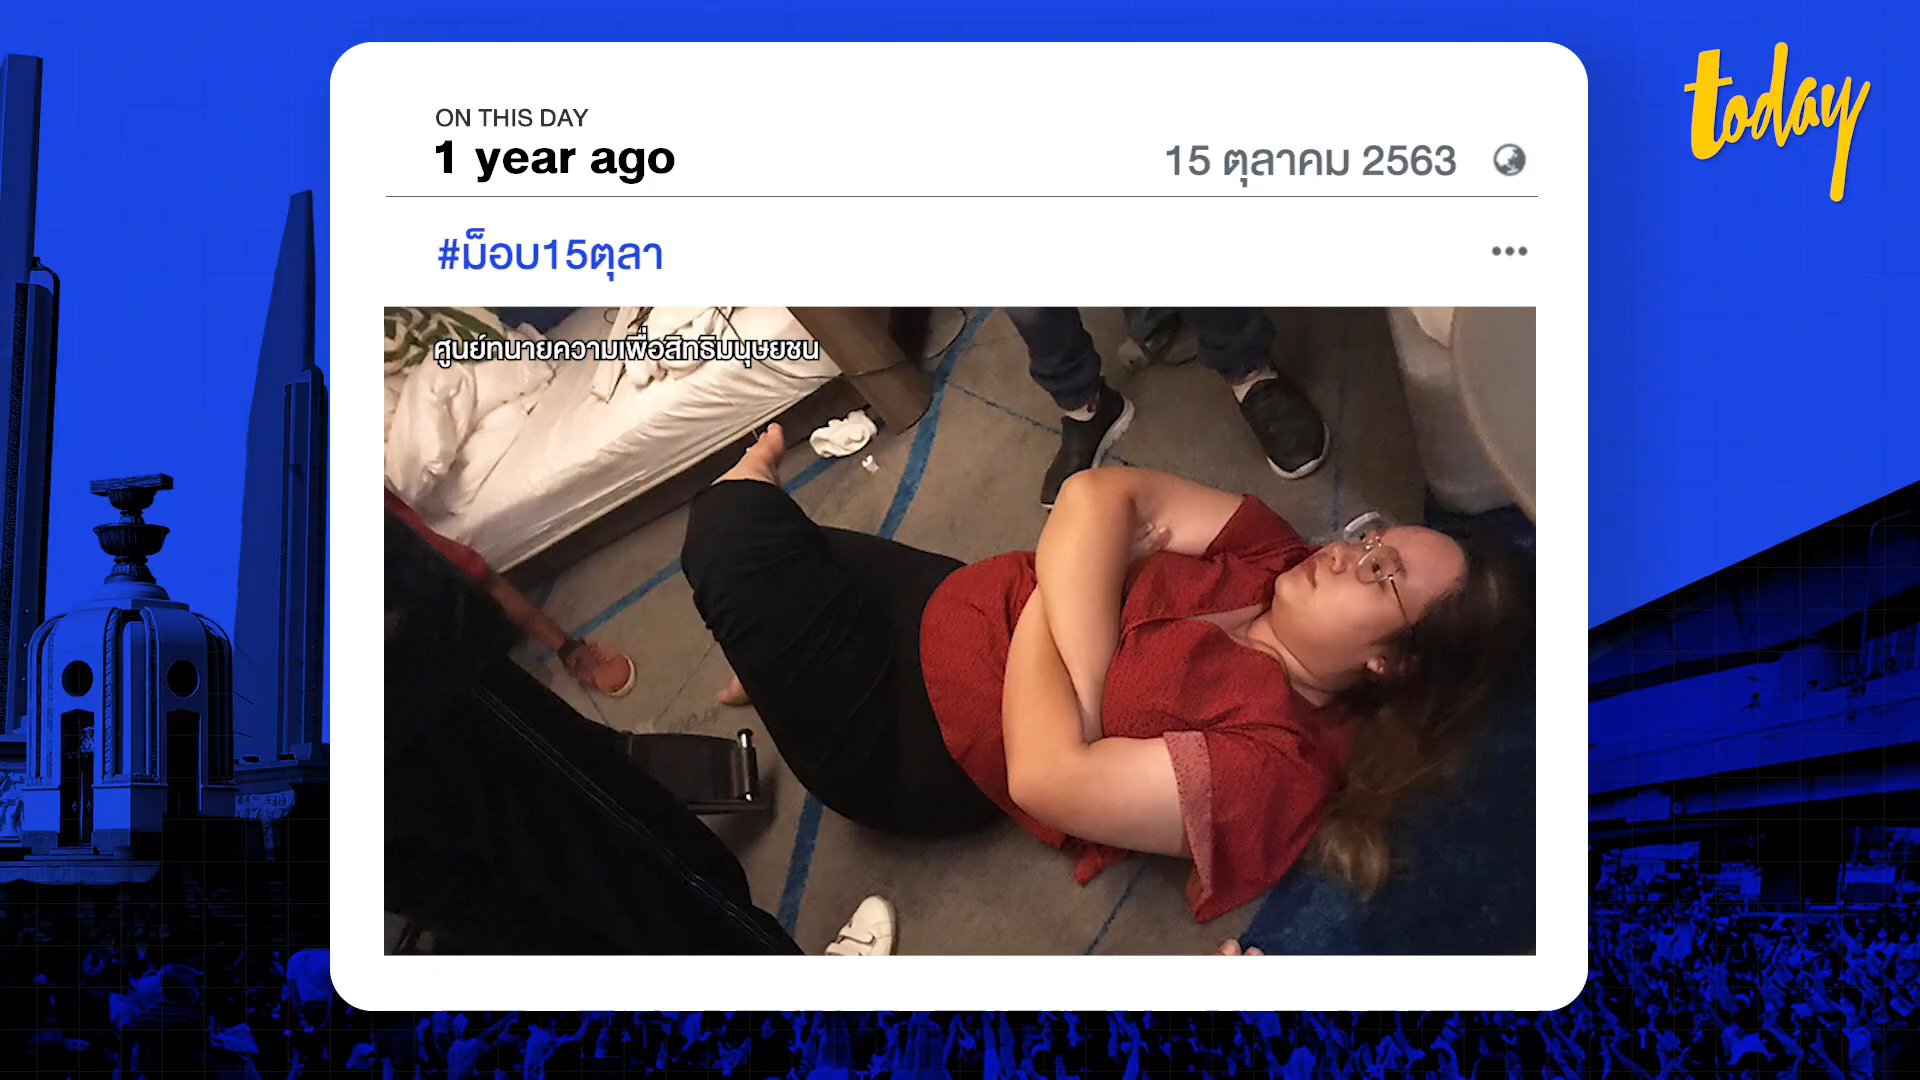 today
ON THIS DAY
1 year ago
15 ตุลาคม 2563
#ม็อบ15ตุลา
ศูนย์ทนายความเพื่อสิทธิมนุษยชน